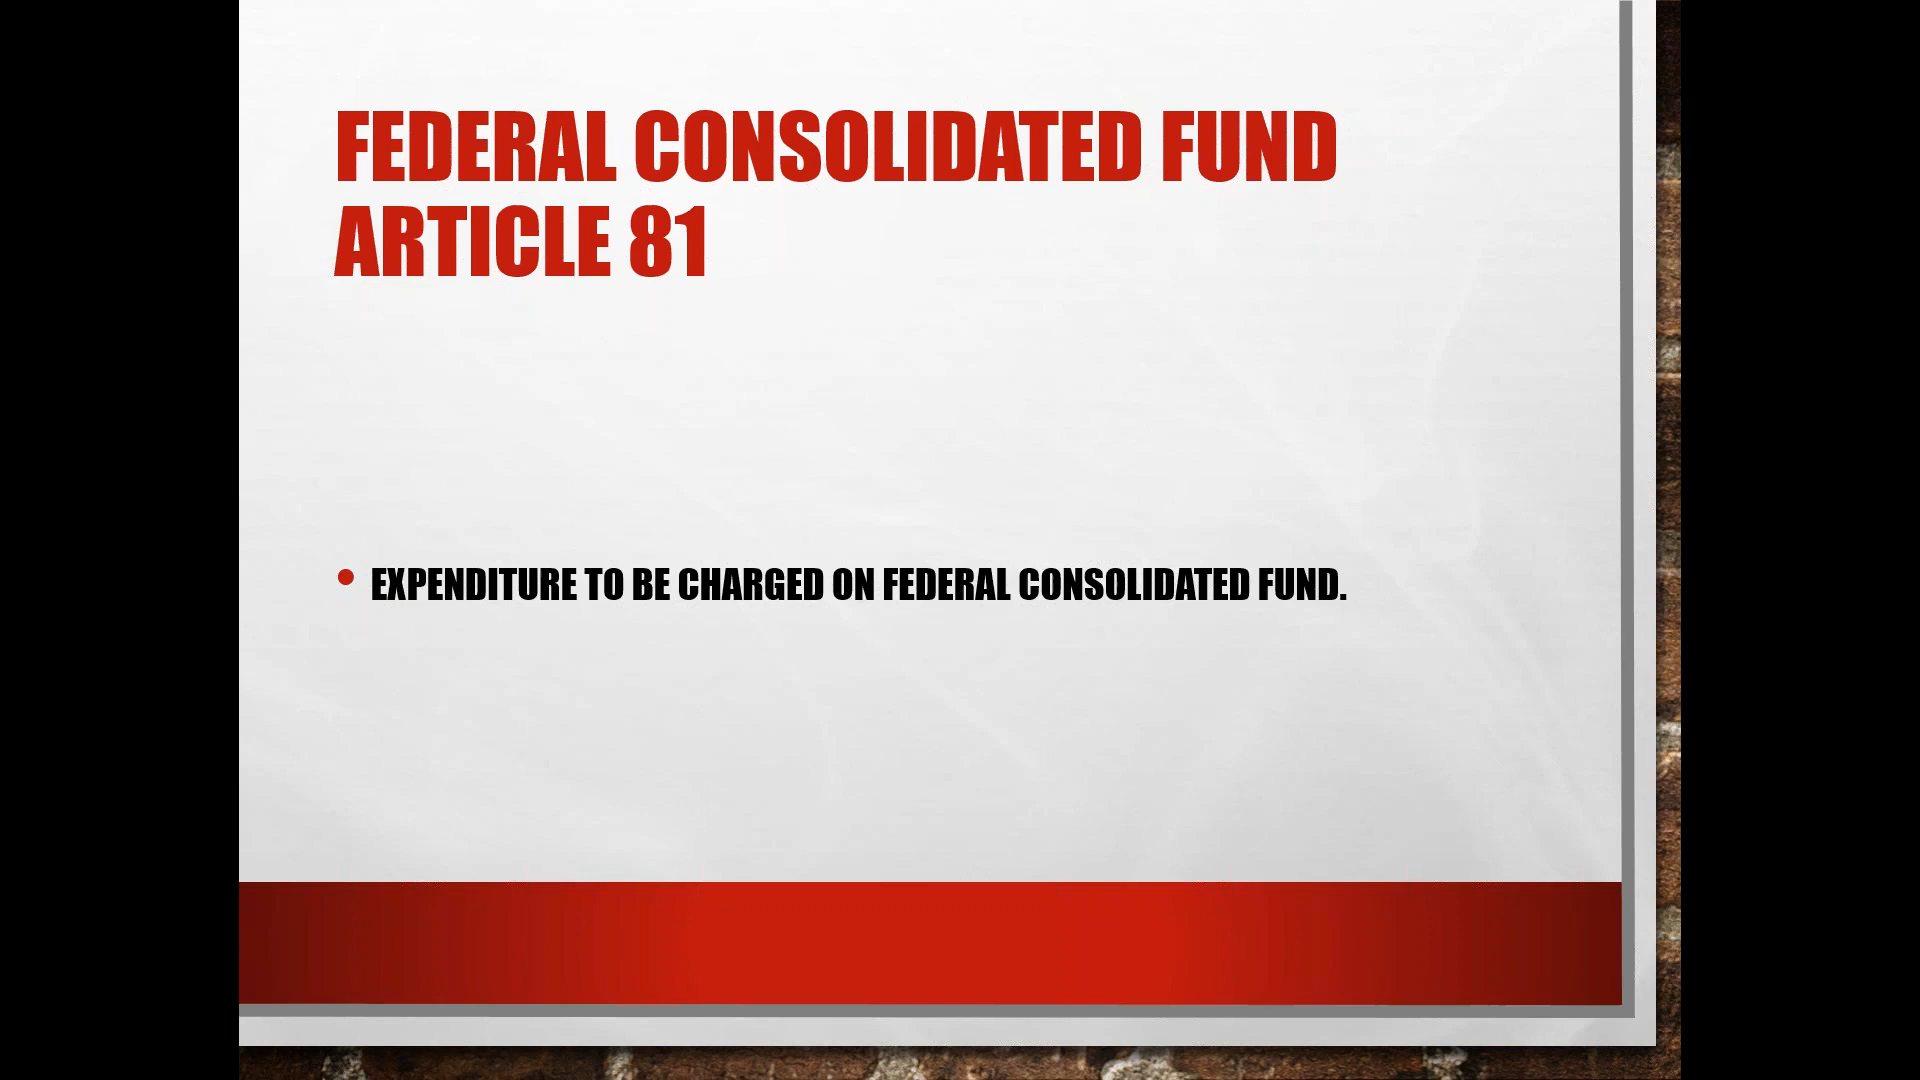 FEDERAL CONSOLIDATED FUND
ARTICLE 81
• EXPENDITURE TO BE CHARGED ON FEDERAL CONSOLIDATED FUND.